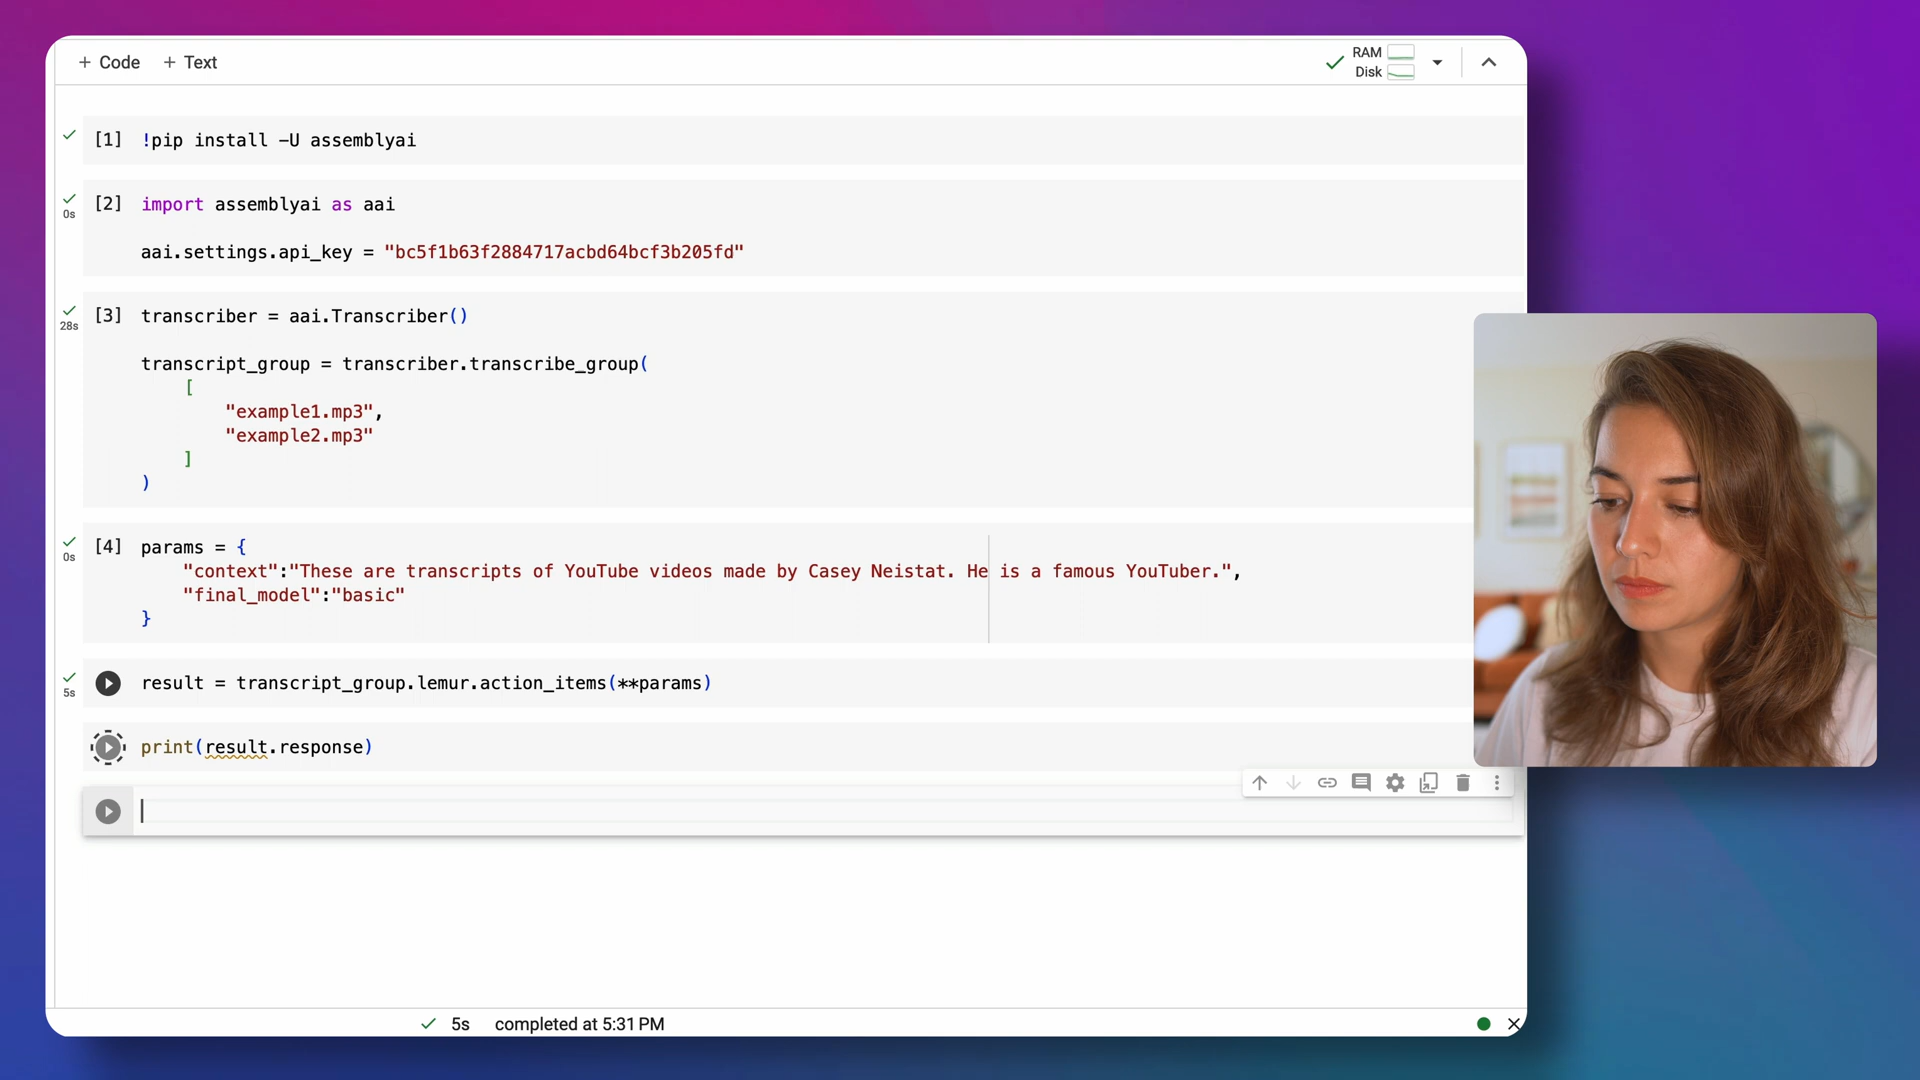 + Code + Text
RAM
Disk
[1] !pip install -U assemblyai
0s [2] import assemblyai as aai
aai.settings.api_key = "bc5f1b63f2884717acbd64bcf3b205fd"
28s [3] transcriber = aai.Transcriber()
transcript_group = transcriber.transcribe_group(
[
"example1.mp3",
"example2.mp3"
]
)
0s [4] params = {
"context":"These are transcripts of YouTube videos made by Casey Neistat. He is a famous YouTuber.",
"final_model":"basic"
}
5s result = transcript_group.lemur.action_items(**params)
print(result.response)
5s completed at 5:31 PM